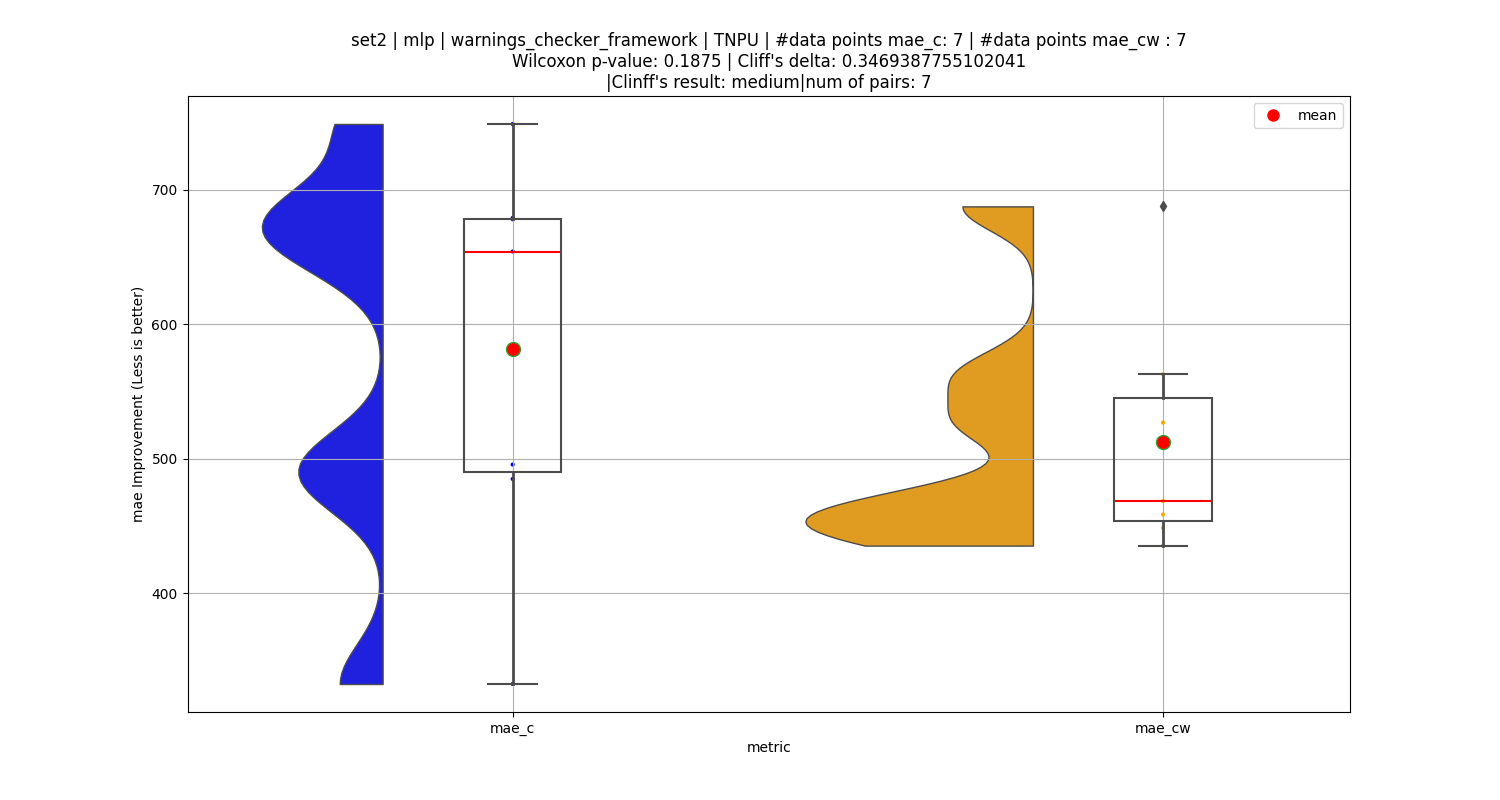 set2 | mlp | warnings_checker_framework | TNPU | #data points mae_c: 7 | #data points mae_cw : 7
Wilcoxon p-value: 0.1875 | Cliff's delta: 0.3469387755102041
|Clinff's result: medium|num of pairs: 7
mean
mae Improvement (Less is better)
700
600
500
400
mae_c
mae_cw
metric